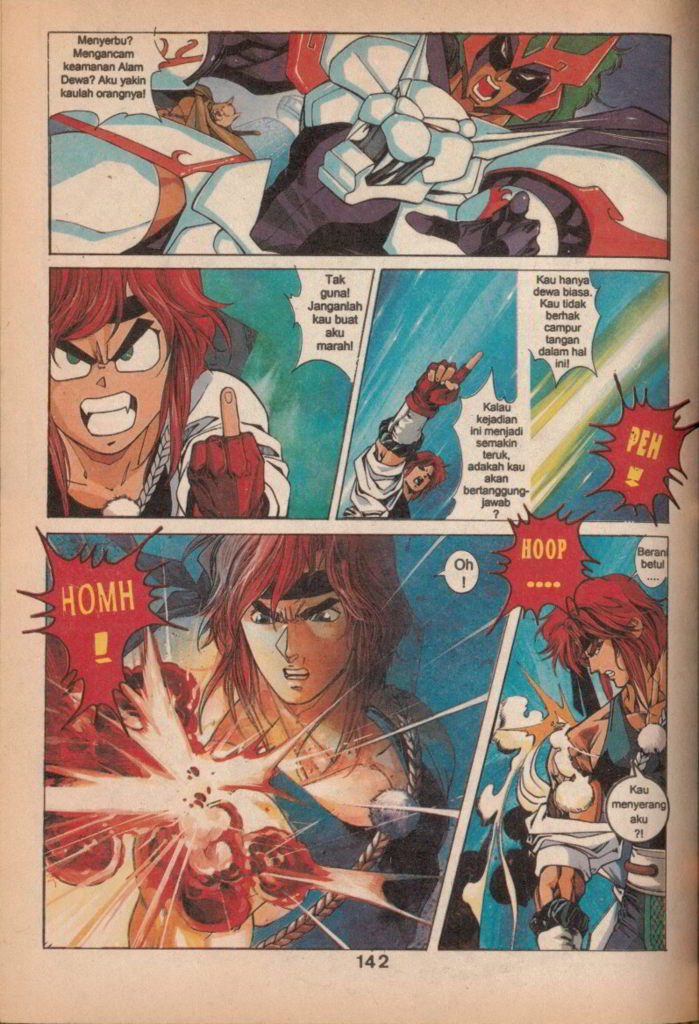 Menyerbu?
Mengancam
keamanan Alam
Dewa? Aku yakin
kaulah orangnya!
Tak
guna!
Janganlah
kau buat
aku
marah!
Kau hanya
dewa biasa.
Kau tidak
berhak
campur
tangan
dalam hal
ini!
Kalau
kejadian
ini menjadi
semakin
teruk,
adakah kau
akan
bertanggung-
jawab
?
PEH
!!
HOMH
!
Oh
!
HOOP
....
Berani
betul
....
Kau
menyerang
aku
?!
142